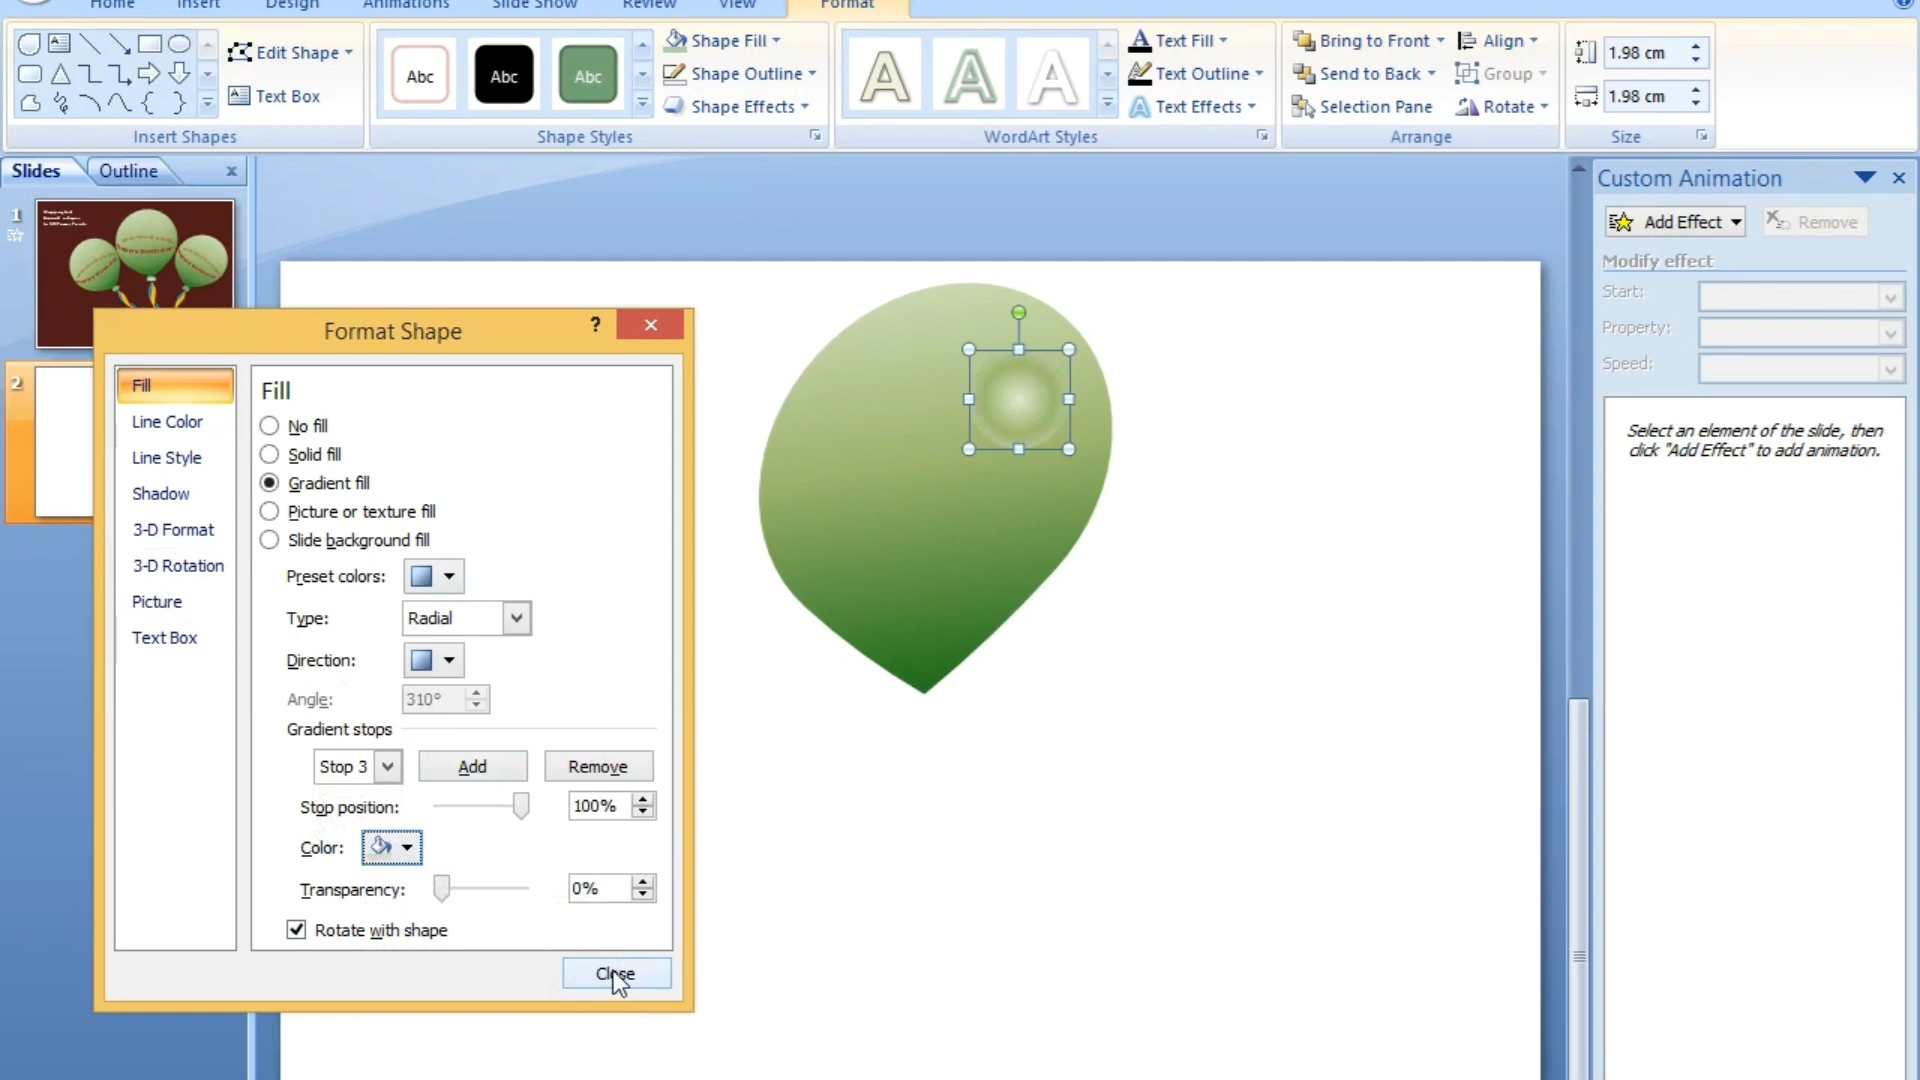 Home Insert Design Animations Slide Show Review View Format
Edit Shape
Text Box
Insert Shapes
Abc Abc Abc
Shape Fill
Shape Outline
Shape Effects
Shape Styles
A A A
Text Fill
Text Outline
Text Effects
WordArt Styles
Bring to Front
Send to Back
Selection Pane
Align
Group
Rotate
Arrange
1.98 cm
1.98 cm
Size
Slides Outline x
1
2
Format Shape
?
Fill
Line Color
Line Style
Shadow
3-D Format
3-D Rotation
Picture
Text Box
Fill
No fill
Solid fill
Gradient fill
Picture or texture fill
Slide background fill
Preset colors:
Type: Radial
Direction:
Angle: 310°
Gradient stops
Stop 3 Add Remove
Stop position: 100%
Color:
Transparency: 0%
Rotate with shape
Close
Custom Animation
Add Effect Remove
Modify effect
Start:
Property:
Speed:
Select an element of the slide, then
click "Add Effect" to add animation.